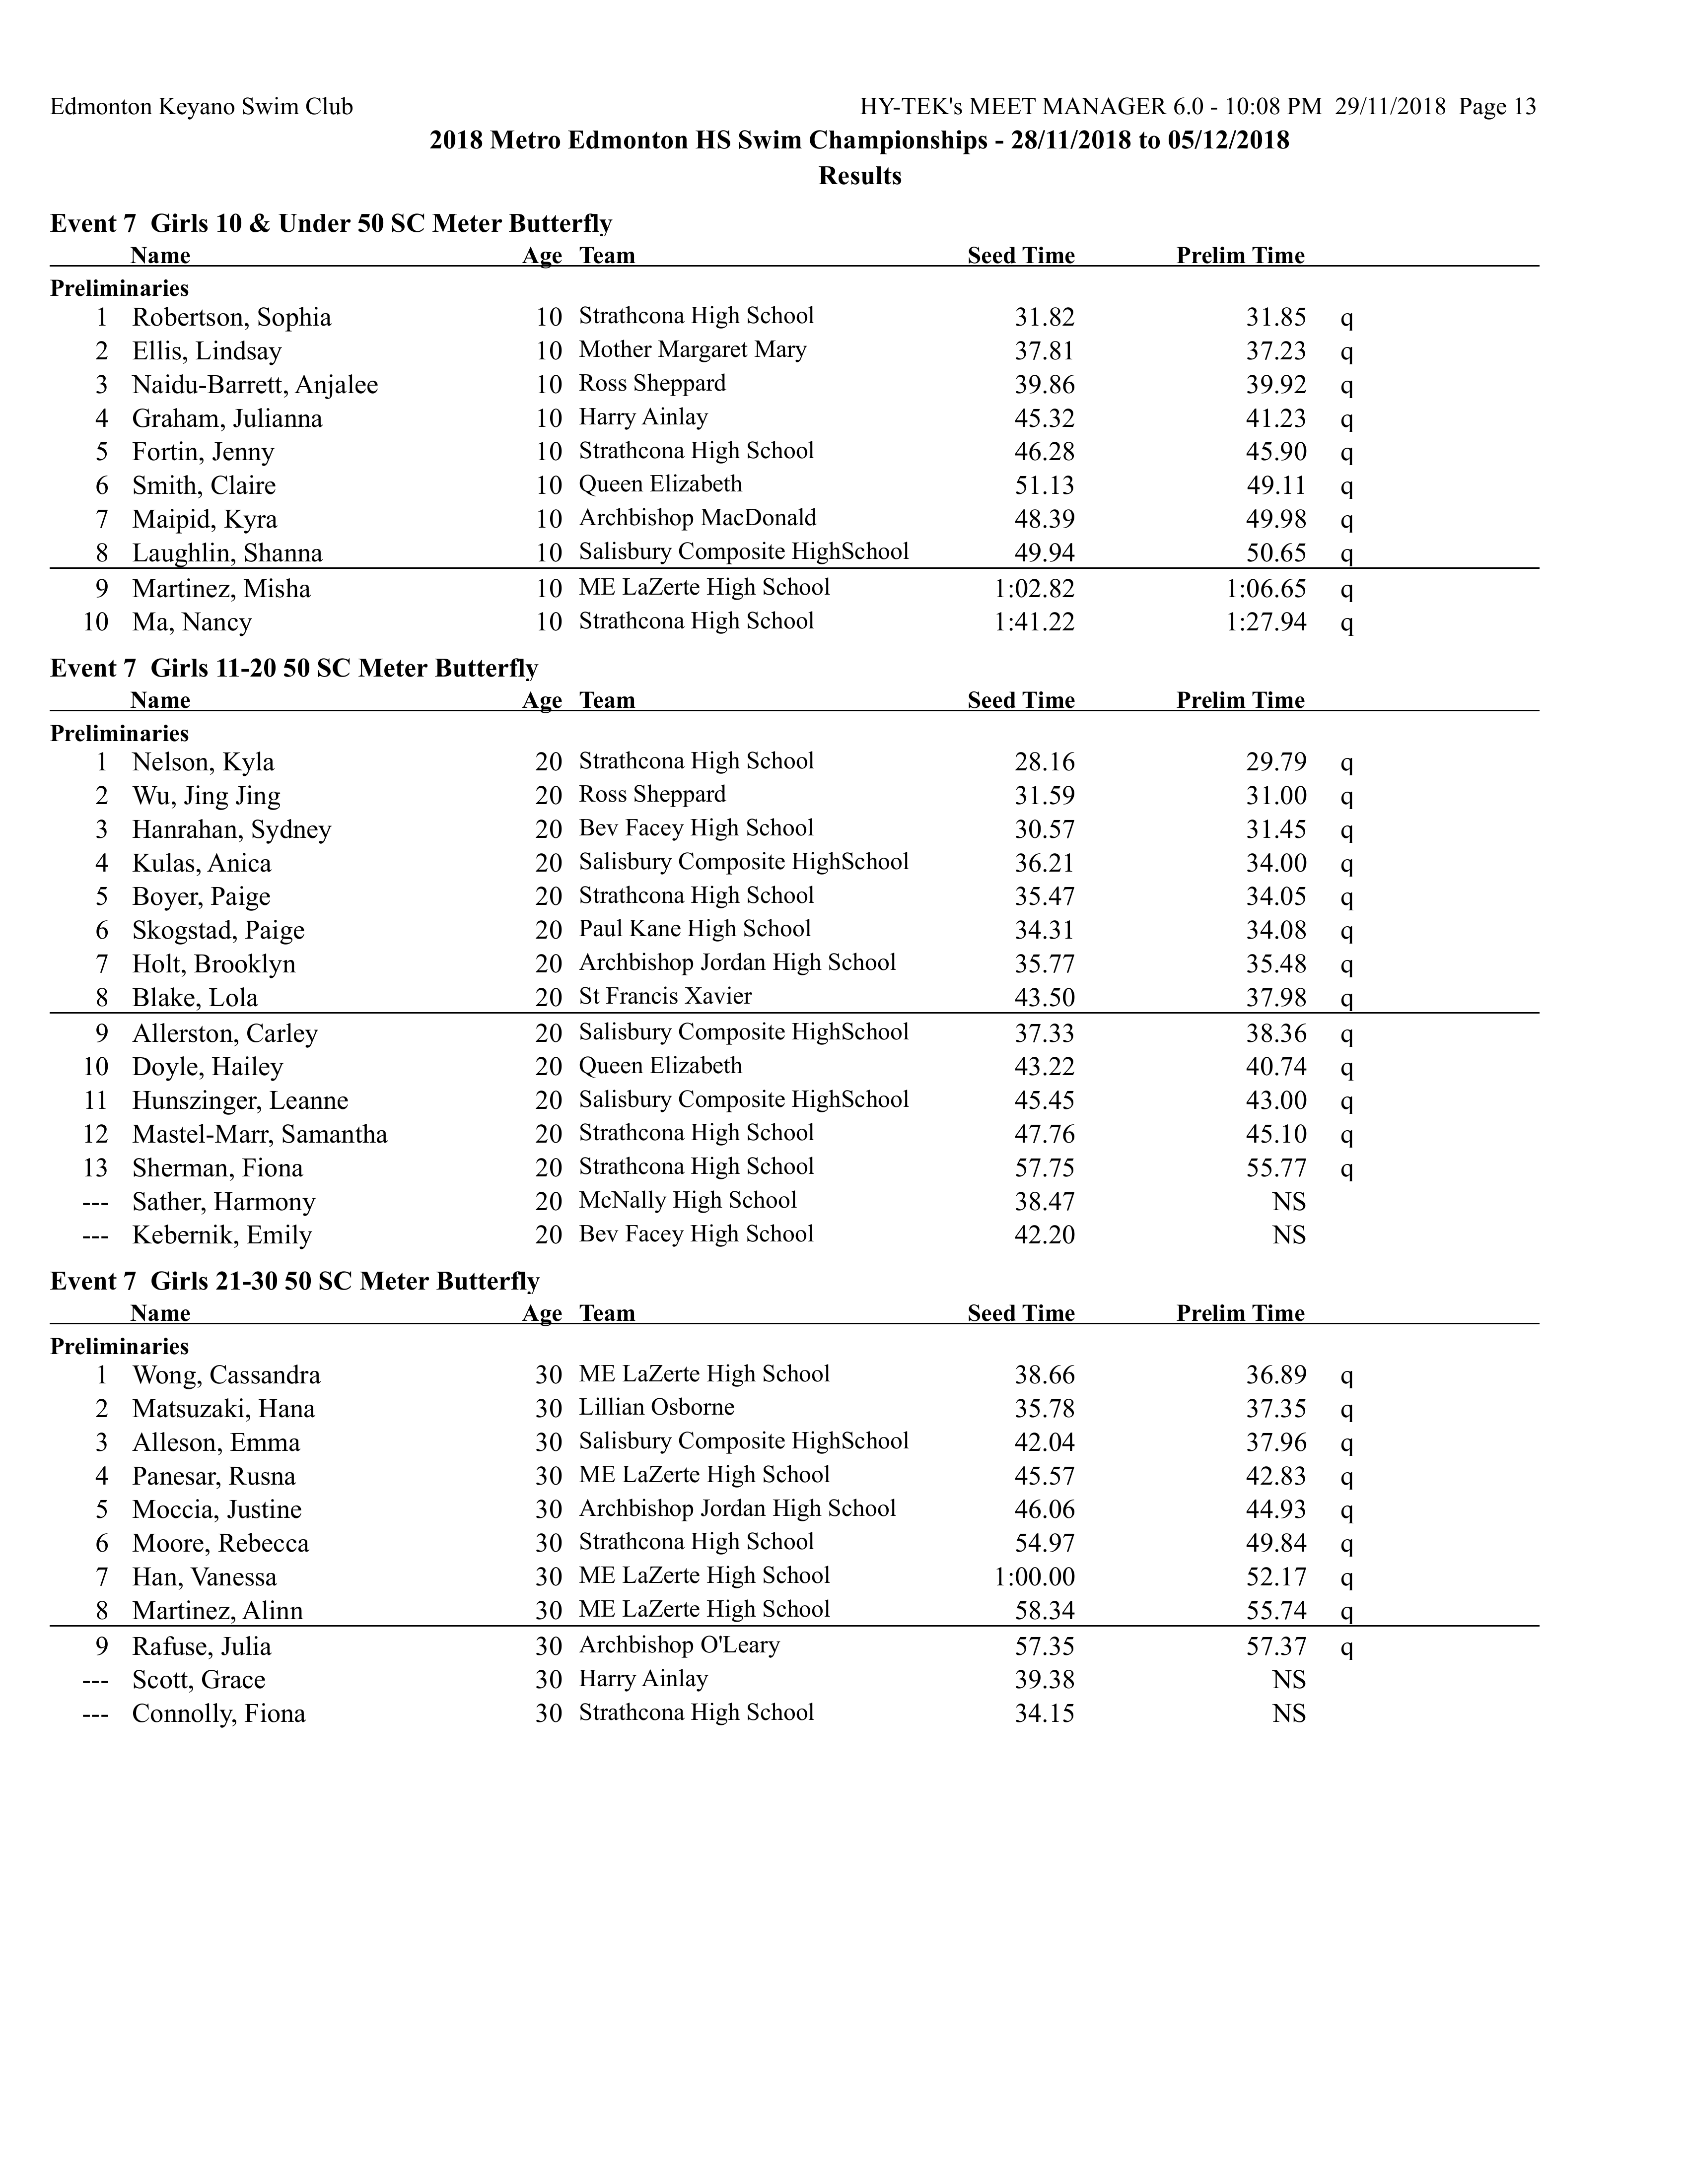 Edmonton Keyano Swim Club HY-TEK's MEET MANAGER 6.0 - 10:08 PM 29/11/2018 Page 13
2018 Metro Edmonton HS Swim Championships - 28/11/2018 to 05/12/2018
Results
Event 7 Girls 10 & Under 50 SC Meter Butterfly
Name Age Team Seed Time Prelim Time
Preliminaries
1 Robertson, Sophia 10 Strathcona High School 31.82 31.85 q
2 Ellis, Lindsay 10 Mother Margaret Mary 37.81 37.23 q
3 Naidu-Barrett, Anjalee 10 Ross Sheppard 39.86 39.92 q
4 Graham, Julianna 10 Harry Ainlay 45.32 41.23 q
5 Fortin, Jenny 10 Strathcona High School 46.28 45.90 q
6 Smith, Claire 10 Queen Elizabeth 51.13 49.11 q
7 Maipid, Kyra 10 Archbishop MacDonald 48.39 49.98 q
8 Laughlin, Shanna 10 Salisbury Composite HighSchool 49.94 50.65 q
9 Martinez, Misha 10 ME LaZerte High School 1:02.82 1:06.65 q
10 Ma, Nancy 10 Strathcona High School 1:41.22 1:27.94 q
Event 7 Girls 11-20 50 SC Meter Butterfly
Name Age Team Seed Time Prelim Time
Preliminaries
1 Nelson, Kyla 20 Strathcona High School 28.16 29.79 q
2 Wu, Jing Jing 20 Ross Sheppard 31.59 31.00 q
3 Hanrahan, Sydney 20 Bev Facey High School 30.57 31.45 q
4 Kulas, Anica 20 Salisbury Composite HighSchool 36.21 34.00 q
5 Boyer, Paige 20 Strathcona High School 35.47 34.05 q
6 Skogstad, Paige 20 Paul Kane High School 34.31 34.08 q
7 Holt, Brooklyn 20 Archbishop Jordan High School 35.77 35.48 q
8 Blake, Lola 20 St Francis Xavier 43.50 37.98 q
9 Allerston, Carley 20 Salisbury Composite HighSchool 37.33 38.36 q
10 Doyle, Hailey 20 Queen Elizabeth 43.22 40.74 q
11 Hunszinger, Leanne 20 Salisbury Composite HighSchool 45.45 43.00 q
12 Mastel-Marr, Samantha 20 Strathcona High School 47.76 45.10 q
13 Sherman, Fiona 20 Strathcona High School 57.75 55.77 q
--- Sather, Harmony 20 McNally High School 38.47 NS
--- Kebernik, Emily 20 Bev Facey High School 42.20 NS
Event 7 Girls 21-30 50 SC Meter Butterfly
Name Age Team Seed Time Prelim Time
Preliminaries
1 Wong, Cassandra 30 ME LaZerte High School 38.66 36.89 q
2 Matsuzaki, Hana 30 Lillian Osborne 35.78 37.35 q
3 Alleson, Emma 30 Salisbury Composite HighSchool 42.04 37.96 q
4 Panesar, Rusna 30 ME LaZerte High School 45.57 42.83 q
5 Moccia, Justine 30 Archbishop Jordan High School 46.06 44.93 q
6 Moore, Rebecca 30 Strathcona High School 54.97 49.84 q
7 Han, Vanessa 30 ME LaZerte High School 1:00.00 52.17 q
8 Martinez, Alinn 30 ME LaZerte High School 58.34 55.74 q
9 Rafuse, Julia 30 Archbishop O'Leary 57.35 57.37 q
--- Scott, Grace 30 Harry Ainlay 39.38 NS
--- Connolly, Fiona 30 Strathcona High School 34.15 NS